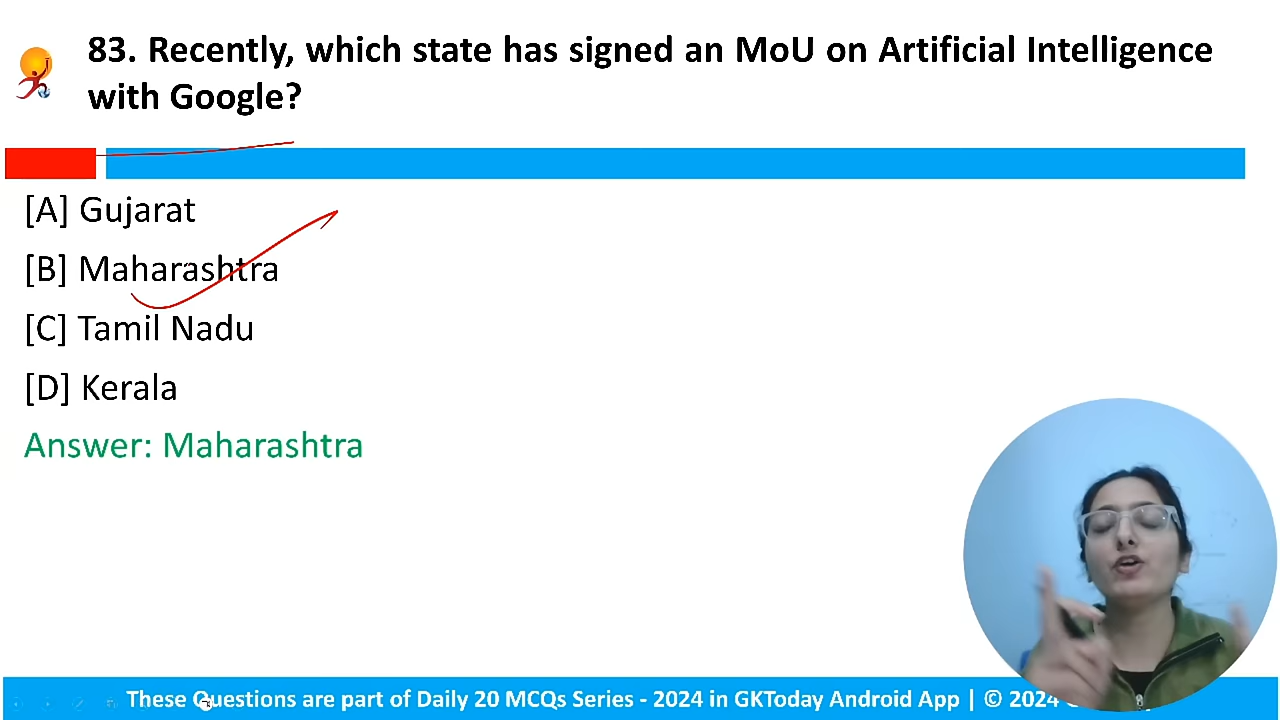 83. Recently, which state has signed an MoU on Artificial Intelligence
with Google?
[A] Gujarat
[B] Maharashtra
[C] Tamil Nadu
[D] Kerala
Answer: Maharashtra
These Questions are part of Daily 20 MCQs Series - 2024 in GKToday Android App | © 2024